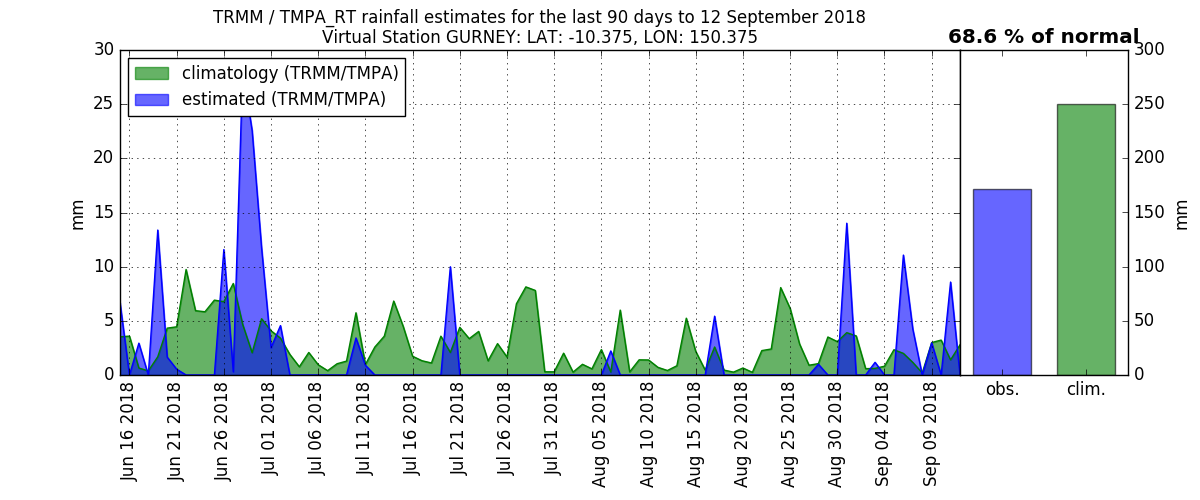 TRMM / TMPA_RT rainfall estimates for the last 90 days to 12 September 2018
Virtual Station GURNEY: LAT: -10.375, LON: 150.375
68.6 % of normal
climatology (TRMM/TMPA)
estimated (TRMM/TMPA)
30
25
20
15
10
5
0
mm
300
250
200
150
100
50
0
mm
Jun 16 2018
Jun 21 2018
Jun 26 2018
Jul 01 2018
Jul 06 2018
Jul 11 2018
Jul 16 2018
Jul 21 2018
Jul 26 2018
Jul 31 2018
Aug 05 2018
Aug 10 2018
Aug 15 2018
Aug 20 2018
Aug 25 2018
Aug 30 2018
Sep 04 2018
Sep 09 2018
obs.
clim.